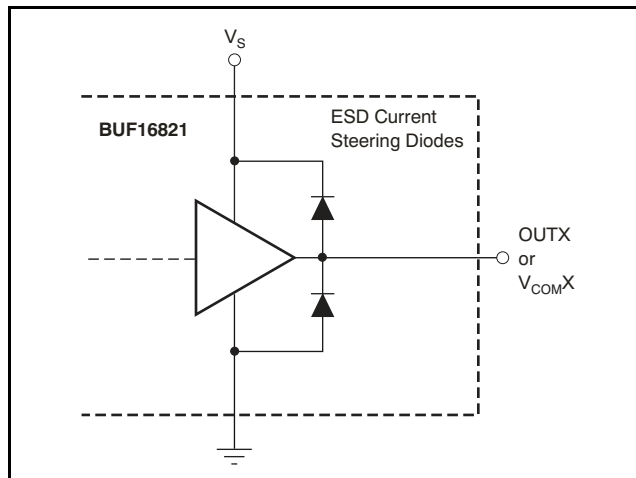 V_S
BUF16821
ESD Current
Steering Diodes
OUTX
or
V_COMX